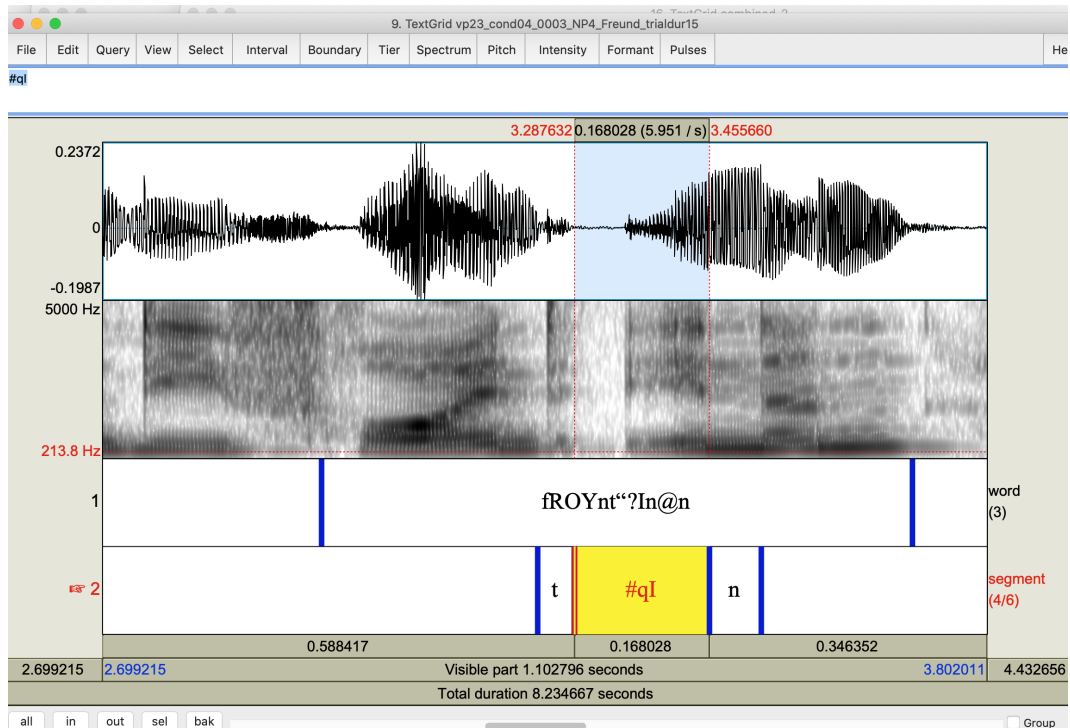 16. TextGrid combined_2
9. TextGrid vp23_cond04_0003_NP4_Freund_trialdur15
File Edit Query View Select Interval Boundary Tier Spectrum Pitch Intensity Formant Pulses He
#qI
3.287632 0.168028 (5.951 / s) 3.455660
0.2372
0
-0.1987
5000 Hz
213.8 Hz
1 fROYnt“?In@n word
(3)
☞ 2 t #qI n segment
(4/6)
0.588417 0.168028 0.346352
2.699215 2.699215 Visible part 1.102796 seconds 3.802011 4.432656
Total duration 8.234667 seconds
all in out sel bak Group